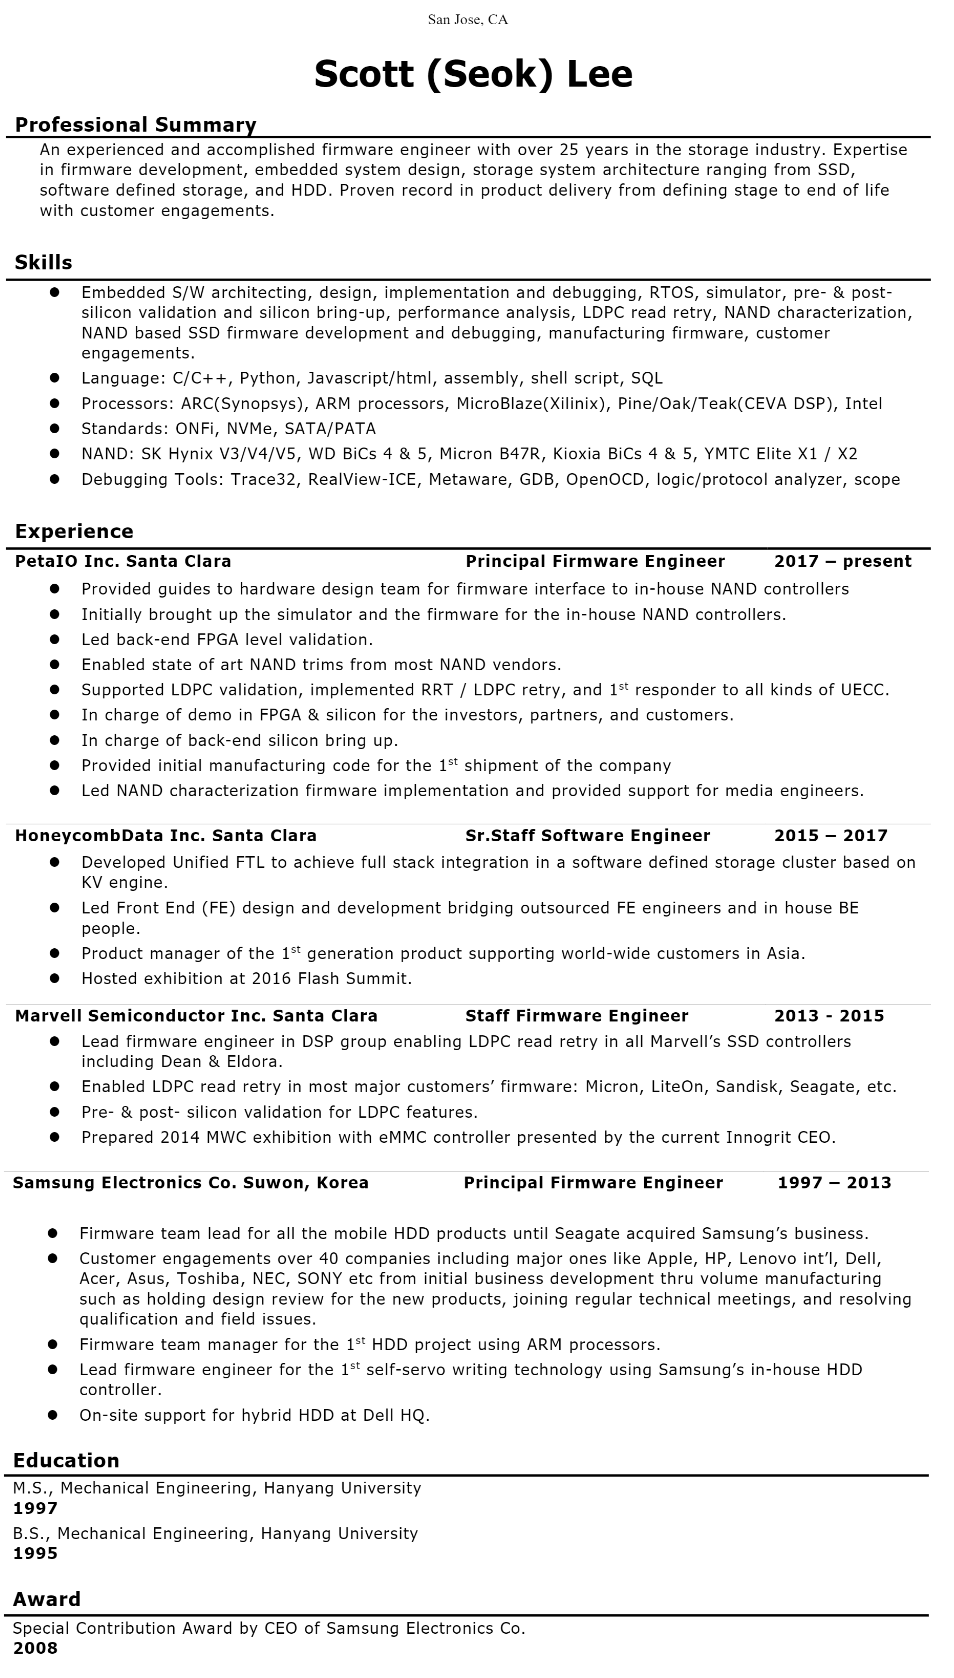 San Jose, CA
Scott (Seok) Lee
Professional Summary
An experienced and accomplished firmware engineer with over 25 years in the storage industry. Expertise
in firmware development, embedded system design, storage system architecture ranging from SSD,
software defined storage, and HDD. Proven record in product delivery from defining stage to end of life
with customer engagements.
Skills
● Embedded S/W architecting, design, implementation and debugging, RTOS, simulator, pre- & post-
silicon validation and silicon bring-up, performance analysis, LDPC read retry, NAND characterization,
NAND based SSD firmware development and debugging, manufacturing firmware, customer
engagements.
● Language: C/C++, Python, Javascript/html, assembly, shell script, SQL
● Processors: ARC(Synopsys), ARM processors, MicroBlaze(Xilinix), Pine/Oak/Teak(CEVA DSP), Intel
● Standards: ONFi, NVMe, SATA/PATA
● NAND: SK Hynix V3/V4/V5, WD BiCs 4 & 5, Micron B47R, Kioxia BiCs 4 & 5, YMTC Elite X1 / X2
● Debugging Tools: Trace32, RealView-ICE, Metaware, GDB, OpenOCD, logic/protocol analyzer, scope
Experience
PetaIO Inc. Santa Clara Principal Firmware Engineer 2017 – present
● Provided guides to hardware design team for firmware interface to in-house NAND controllers
● Initially brought up the simulator and the firmware for the in-house NAND controllers.
● Led back-end FPGA level validation.
● Enabled state of art NAND trims from most NAND vendors.
● Supported LDPC validation, implemented RRT / LDPC retry, and 1st responder to all kinds of UECC.
● In charge of demo in FPGA & silicon for the investors, partners, and customers.
● In charge of back-end silicon bring up.
● Provided initial manufacturing code for the 1st shipment of the company
● Led NAND characterization firmware implementation and provided support for media engineers.
HoneycombData Inc. Santa Clara Sr.Staff Software Engineer 2015 – 2017
● Developed Unified FTL to achieve full stack integration in a software defined storage cluster based on
KV engine.
● Led Front End (FE) design and development bridging outsourced FE engineers and in house BE
people.
● Product manager of the 1st generation product supporting world-wide customers in Asia.
● Hosted exhibition at 2016 Flash Summit.
Marvell Semiconductor Inc. Santa Clara Staff Firmware Engineer 2013 - 2015
● Lead firmware engineer in DSP group enabling LDPC read retry in all Marvell’s SSD controllers
including Dean & Eldora.
● Enabled LDPC read retry in most major customers’ firmware: Micron, LiteOn, Sandisk, Seagate, etc.
● Pre- & post- silicon validation for LDPC features.
● Prepared 2014 MWC exhibition with eMMC controller presented by the current Innogrit CEO.
Samsung Electronics Co. Suwon, Korea Principal Firmware Engineer 1997 – 2013
● Firmware team lead for all the mobile HDD products until Seagate acquired Samsung’s business.
● Customer engagements over 40 companies including major ones like Apple, HP, Lenovo int’l, Dell,
Acer, Asus, Toshiba, NEC, SONY etc from initial business development thru volume manufacturing
such as holding design review for the new products, joining regular technical meetings, and resolving
qualification and field issues.
● Firmware team manager for the 1st HDD project using ARM processors.
● Lead firmware engineer for the 1st self-servo writing technology using Samsung’s in-house HDD
controller.
● On-site support for hybrid HDD at Dell HQ.
Education
M.S., Mechanical Engineering, Hanyang University
1997
B.S., Mechanical Engineering, Hanyang University
1995
Award
Special Contribution Award by CEO of Samsung Electronics Co.
2008